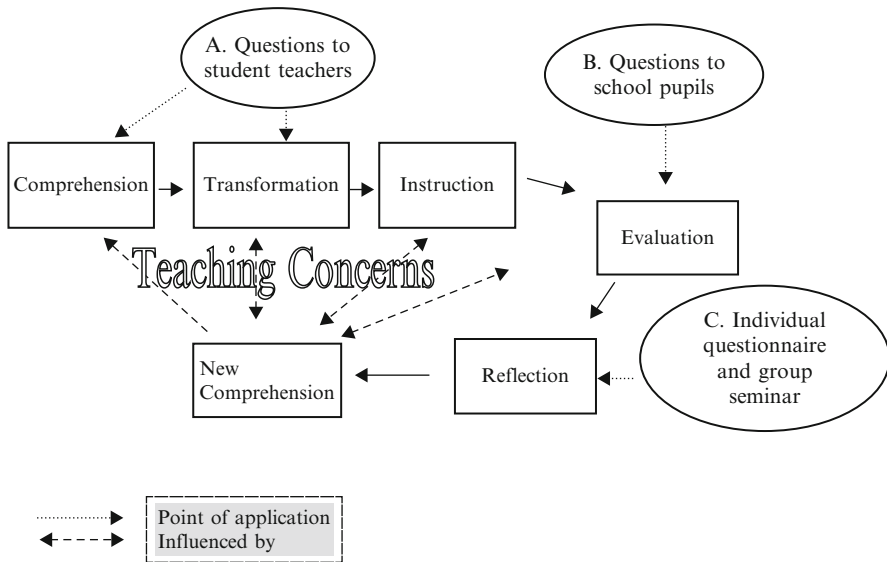 A. Questions to
student teachers
B. Questions to
school pupils
Comprehension
Transformation
Instruction
Evaluation
Teaching Concerns
New
Comprehension
Reflection
C. Individual
questionnaire
and group
seminar
Point of application
Influenced by